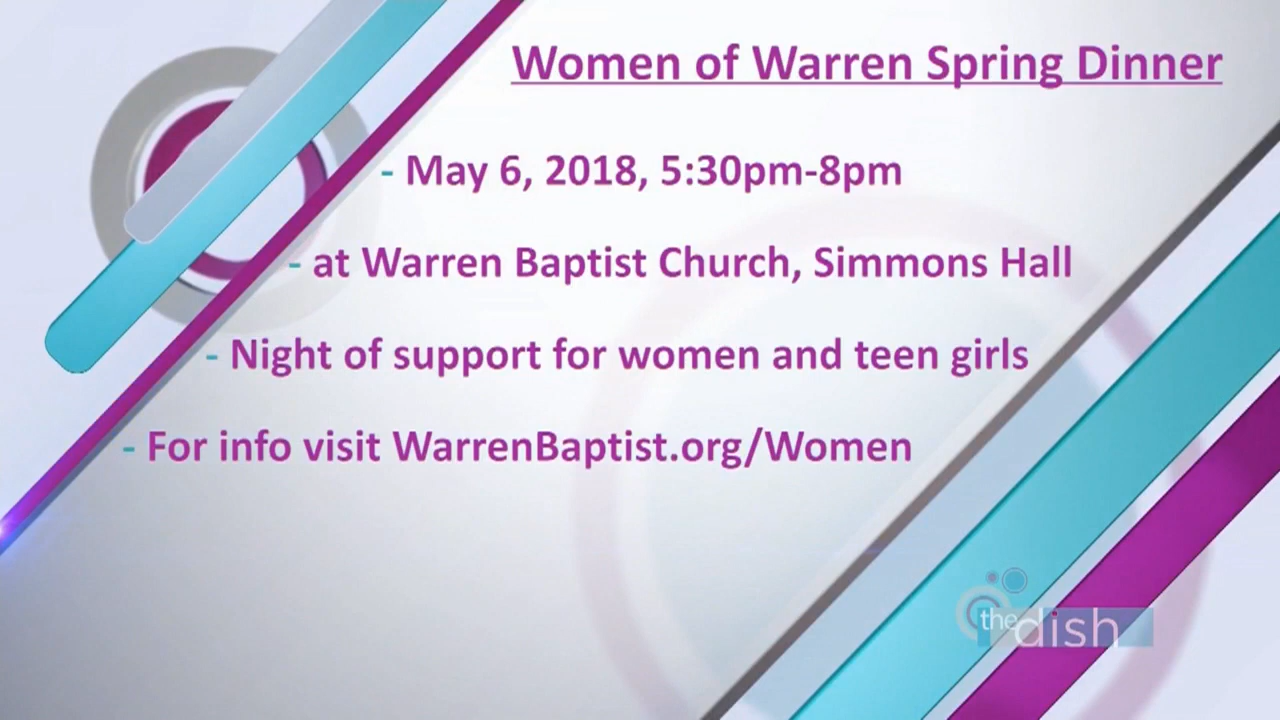 Women of Warren Spring Dinner
- May 6, 2018, 5:30pm-8pm
- at Warren Baptist Church, Simmons Hall
- Night of support for women and teen girls
- For info visit WarrenBaptist.org/Women
the dish